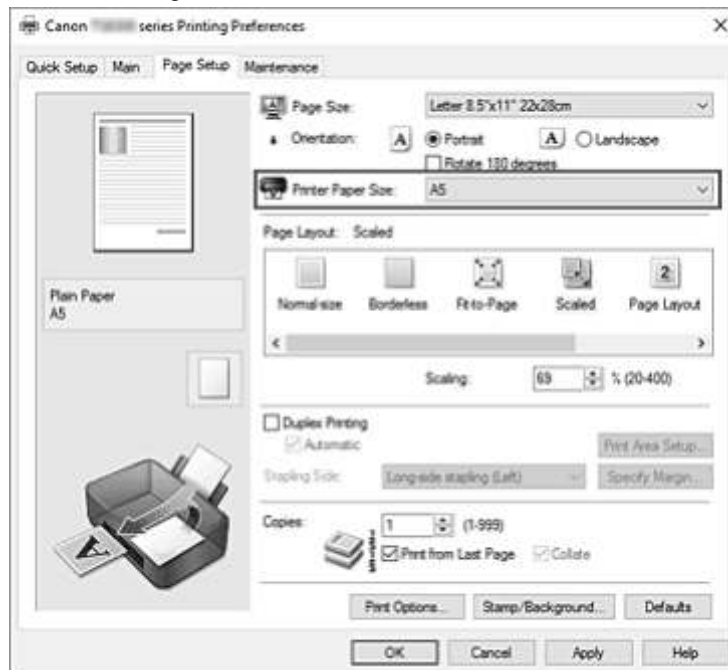 Canon series Printing Preferences
Quick Setup Main Page Setup Maintenance
Page Size: Letter 8.5"x11" 22x28cm
Orientation: A Portrait A Landscape
Rotate 180 degrees
Printer Paper Size: A5
Page Layout: Scaled
Normal-size Borderless Fit-to-Page Scaled Page Layout
2
Plain Paper
A5
Scaling: 69 % (20-400)
Duplex Printing
Automatic
Print Area Setup...
Stapling Side: Long-side stapling (Left) Specify Margin...
Copies: 1 (1-999)
Print from Last Page Collate
A
Print Options... Stamp/Background... Defaults
OK Cancel Apply Help